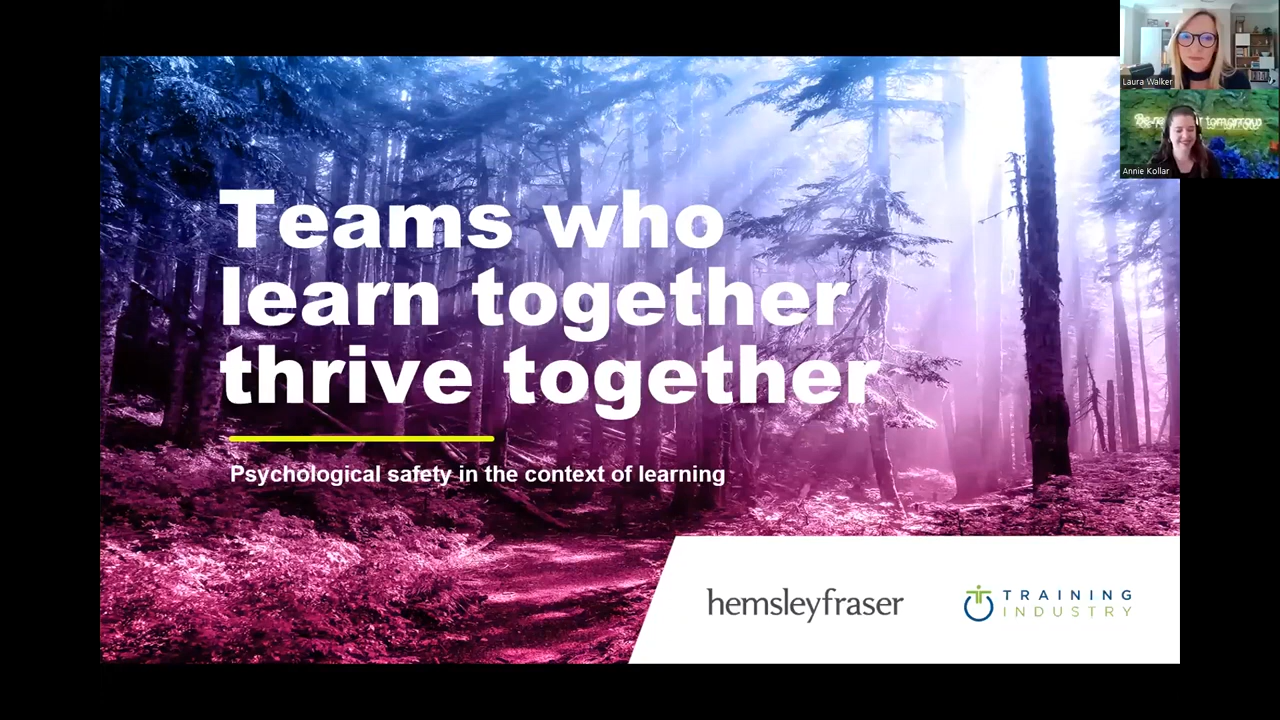 Teams who
learn together
thrive together
Psychological safety in the context of learning
hemsleyfraser
TRAINING
INDUSTRY
Laura Walker
tomorrow
Annie Kollar